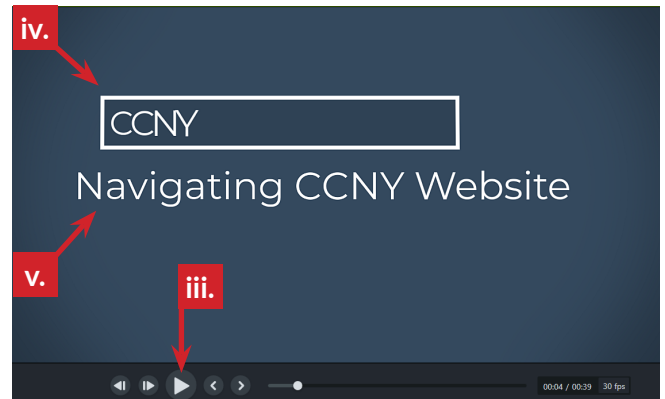 iv.
CCNY
Navigating CCNY Website
v.
iii.
00:04 / 00:39 30 fps